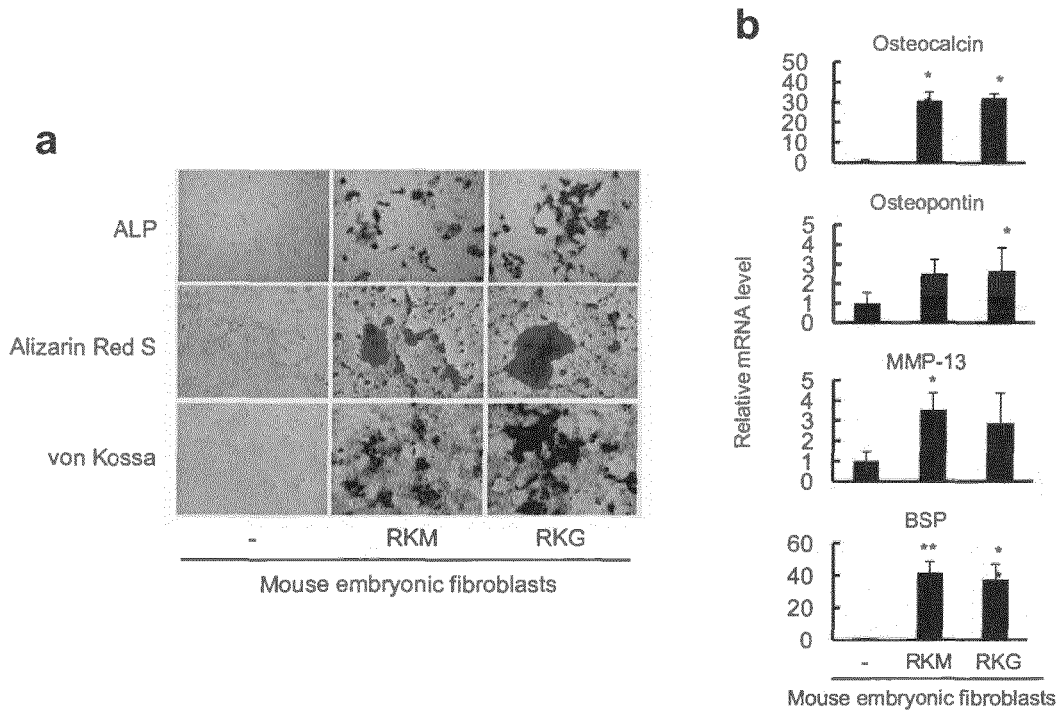 a
ALP
Alizarin Red S
von Kossa
- RKM RKG
Mouse embryonic fibroblasts
b
Osteocalcin
50
40
30
20
10
0
* *
Osteopontin
5
4
3
2
1
0
*
Relative mRNA level
MMP-13
5
4
3
2
1
0
*
BSP
60
40
20
0
** *
*
- RKM RKG
Mouse embryonic fibroblasts